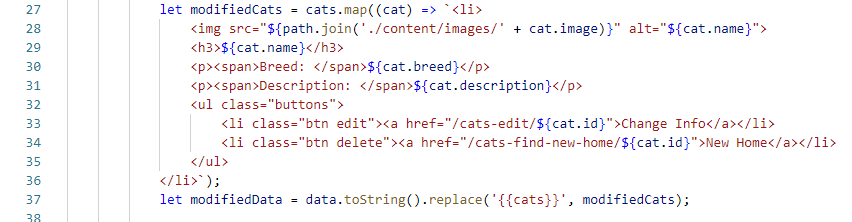 27 let modifiedCats = cats.map((cat) => `<li>
28 <img src="${path.join('./content/images/' + cat.image)}" alt="${cat.name}">
29 <h3>${cat.name}</h3>
30 <p><span>Breed: </span>${cat.breed}</p>
31 <p><span>Description: </span>${cat.description}</p>
32 <ul class="buttons">
33 <li class="btn edit"><a href="/cats-edit/${cat.id}">Change Info</a></li>
34 <li class="btn delete"><a href="/cats-find-new-home/${cat.id}">New Home</a></li>
35 </ul>
36 </li>`);
37 let modifiedData = data.toString().replace('{{cats}}', modifiedCats);
38